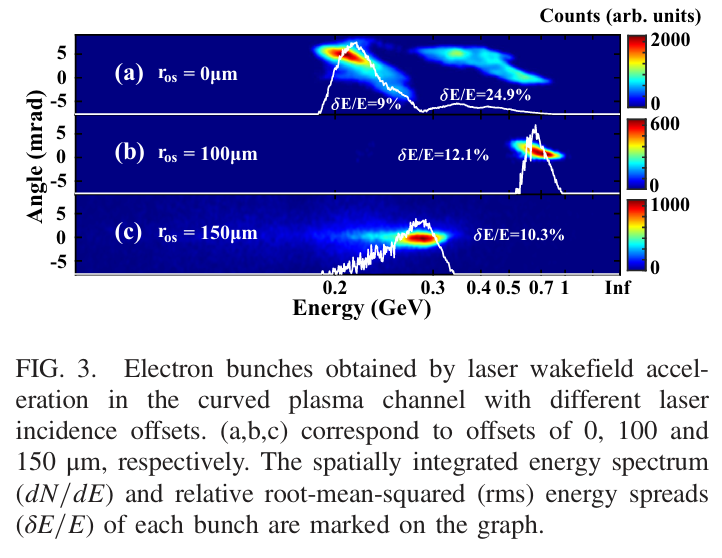 Counts (arb. units)
Angle (mrad)
5
0
-5
(a) r_os = 0μm
δE/E=9%
δE/E=24.9%
2000
0
5
0
-5
(b) r_os = 100μm
δE/E=12.1%
600
0
5
0
-5
(c) r_os = 150μm
δE/E=10.3%
1000
0
0.2 0.3 0.4 0.5 0.7 1 Inf
Energy (GeV)
FIG. 3. Electron bunches obtained by laser wakefield accel-
eration in the curved plasma channel with different laser
incidence offsets. (a,b,c) correspond to offsets of 0, 100 and
150 μm, respectively. The spatially integrated energy spectrum
(dN/dE) and relative root-mean-squared (rms) energy spreads
(δE/E) of each bunch are marked on the graph.